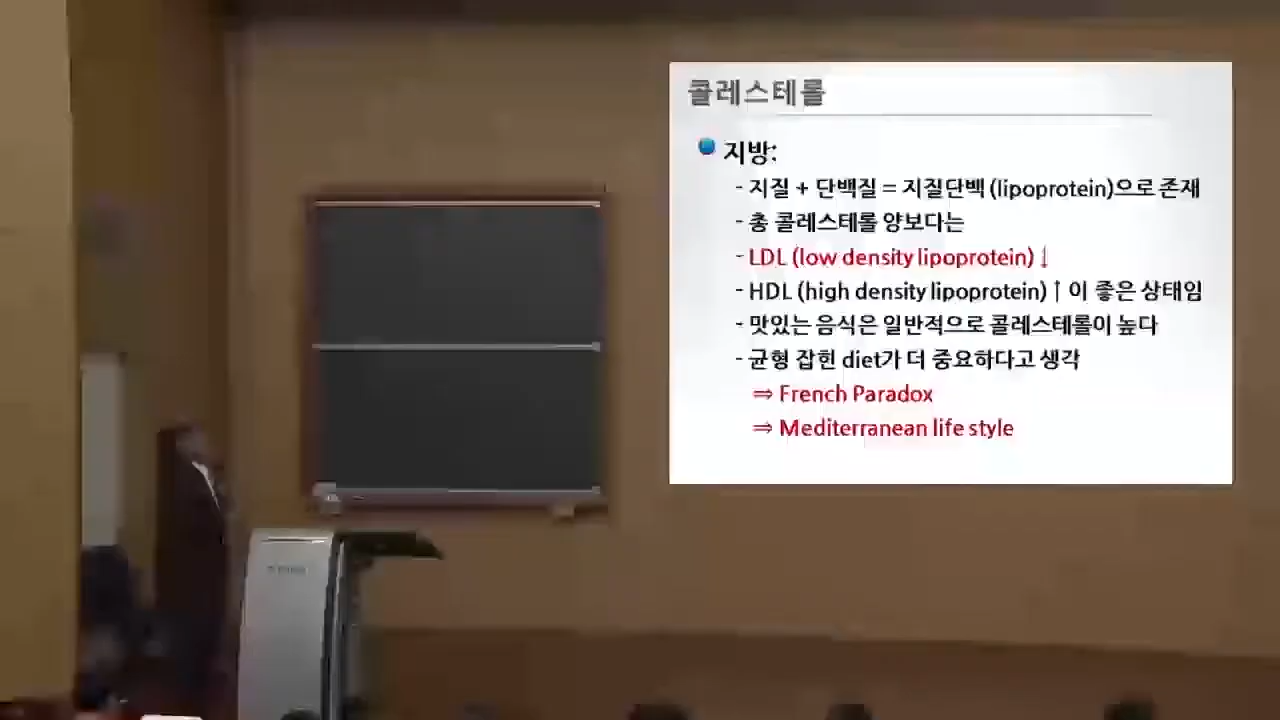 콜레스테롤
지방:
- 지질 + 단백질 = 지질단백 (lipoprotein)으로 존재
- 총 콜레스테롤 양보다는
- LDL (low density lipoprotein) ↓
- HDL (high density lipoprotein) ↑ 이 좋은 상태임
- 맛있는 음식은 일반적으로 콜레스테롤이 높다
- 균형 잡힌 diet가 더 중요하다고 생각
⇒ French Paradox
⇒ Mediterranean life style